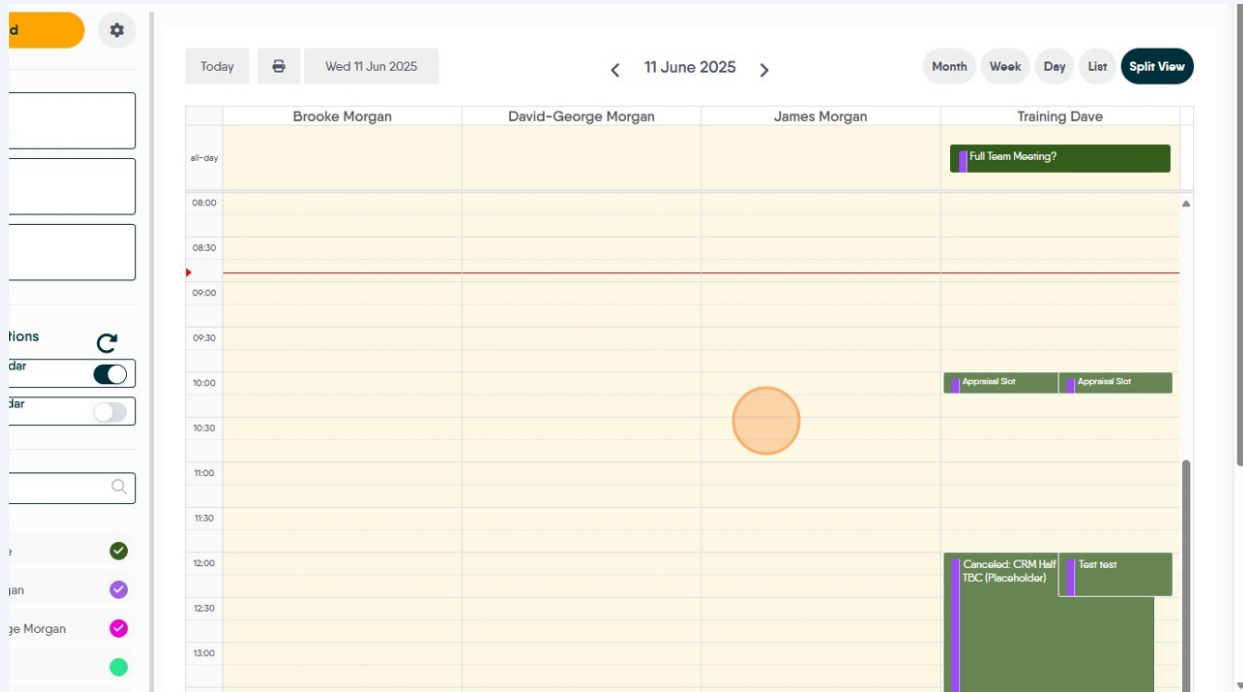 d
Today
Wed 11 Jun 2025
11 June 2025
Month Week Day List Split View
Brooke Morgan David-George Morgan James Morgan Training Dave
all-day
Full Team Meeting?
08:00
08:30
09:00
tions
09:30
dar
10:00
Appraisal Slot Appraisal Slot
dar
10:30
11:00
11:30
12:00
Canceled: CRM Half Test test
TBC (Placeholder)
gan
12:30
ge Morgan
13:00